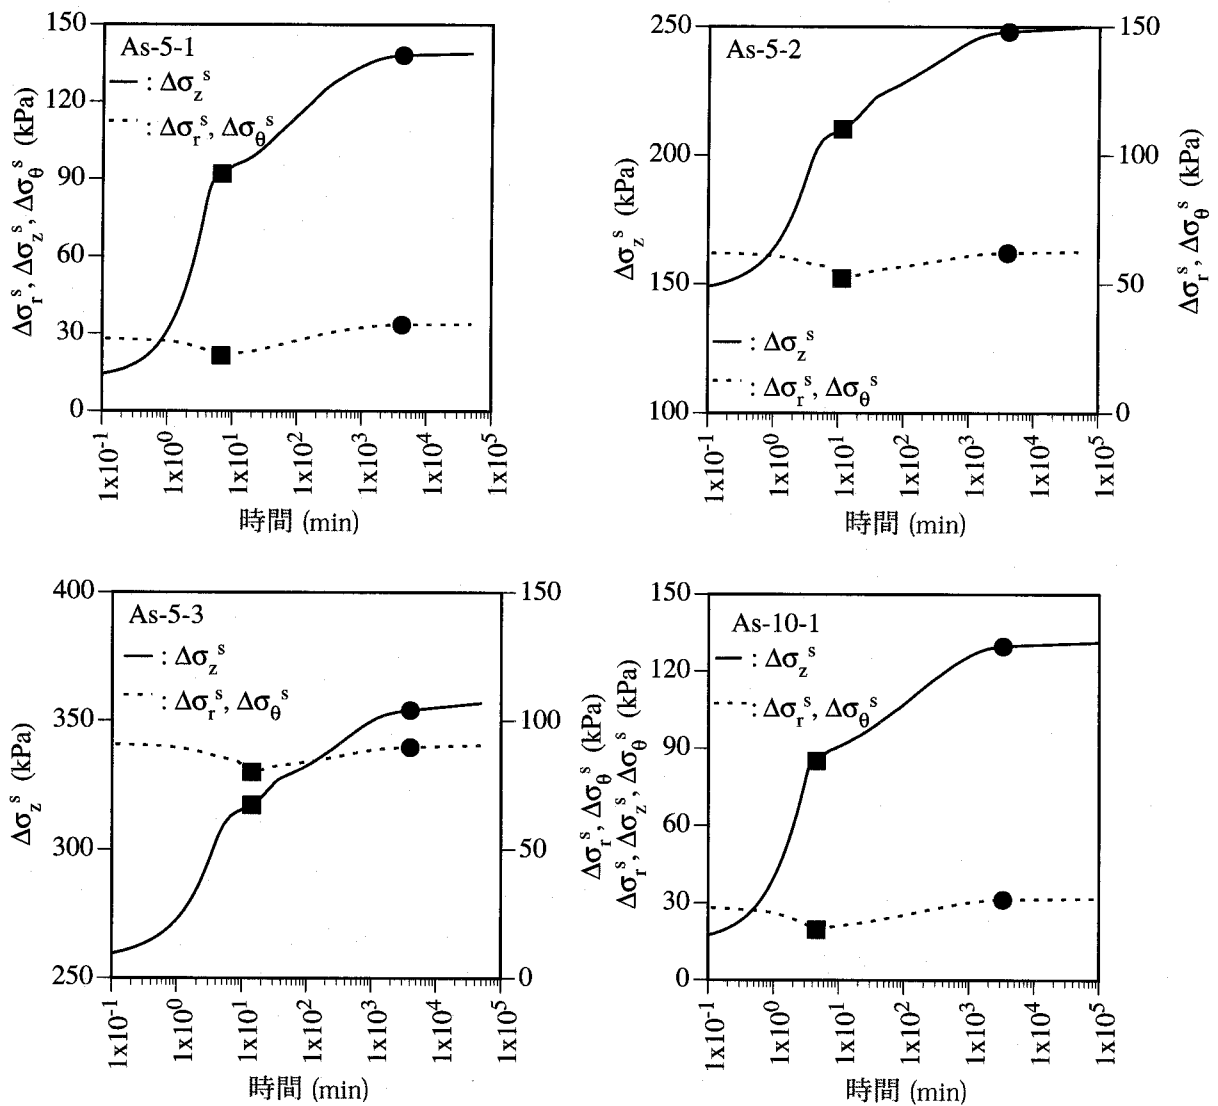 As-5-1
— : Δσzˢ
--- : Δσrˢ, Δσθˢ
150
120
90
60
30
0
Δσrˢ, Δσzˢ, Δσθˢ (kPa)
1x10⁻¹
1x10⁰
1x10¹
1x10²
1x10³
1x10⁴
1x10⁵
時間 (min)
As-5-2
250
200
150
100
Δσzˢ (kPa)
— : Δσzˢ
--- : Δσrˢ, Δσθˢ
150
100
50
0
Δσrˢ, Δσθˢ (kPa)
1x10⁻¹
1x10⁰
1x10¹
1x10²
1x10³
1x10⁴
1x10⁵
時間 (min)
As-5-3
— : Δσzˢ
--- : Δσrˢ, Δσθˢ
400
350
300
250
Δσzˢ (kPa)
150
100
50
0
Δσrˢ, Δσθˢ (kPa)
1x10⁻¹
1x10⁰
1x10¹
1x10²
1x10³
1x10⁴
1x10⁵
時間 (min)
As-10-1
— : Δσzˢ
--- : Δσrˢ, Δσθˢ
150
120
90
60
30
0
Δσrˢ, Δσzˢ, Δσθˢ (kPa)
1x10⁻¹
1x10⁰
1x10¹
1x10²
1x10³
1x10⁴
1x10⁵
時間 (min)